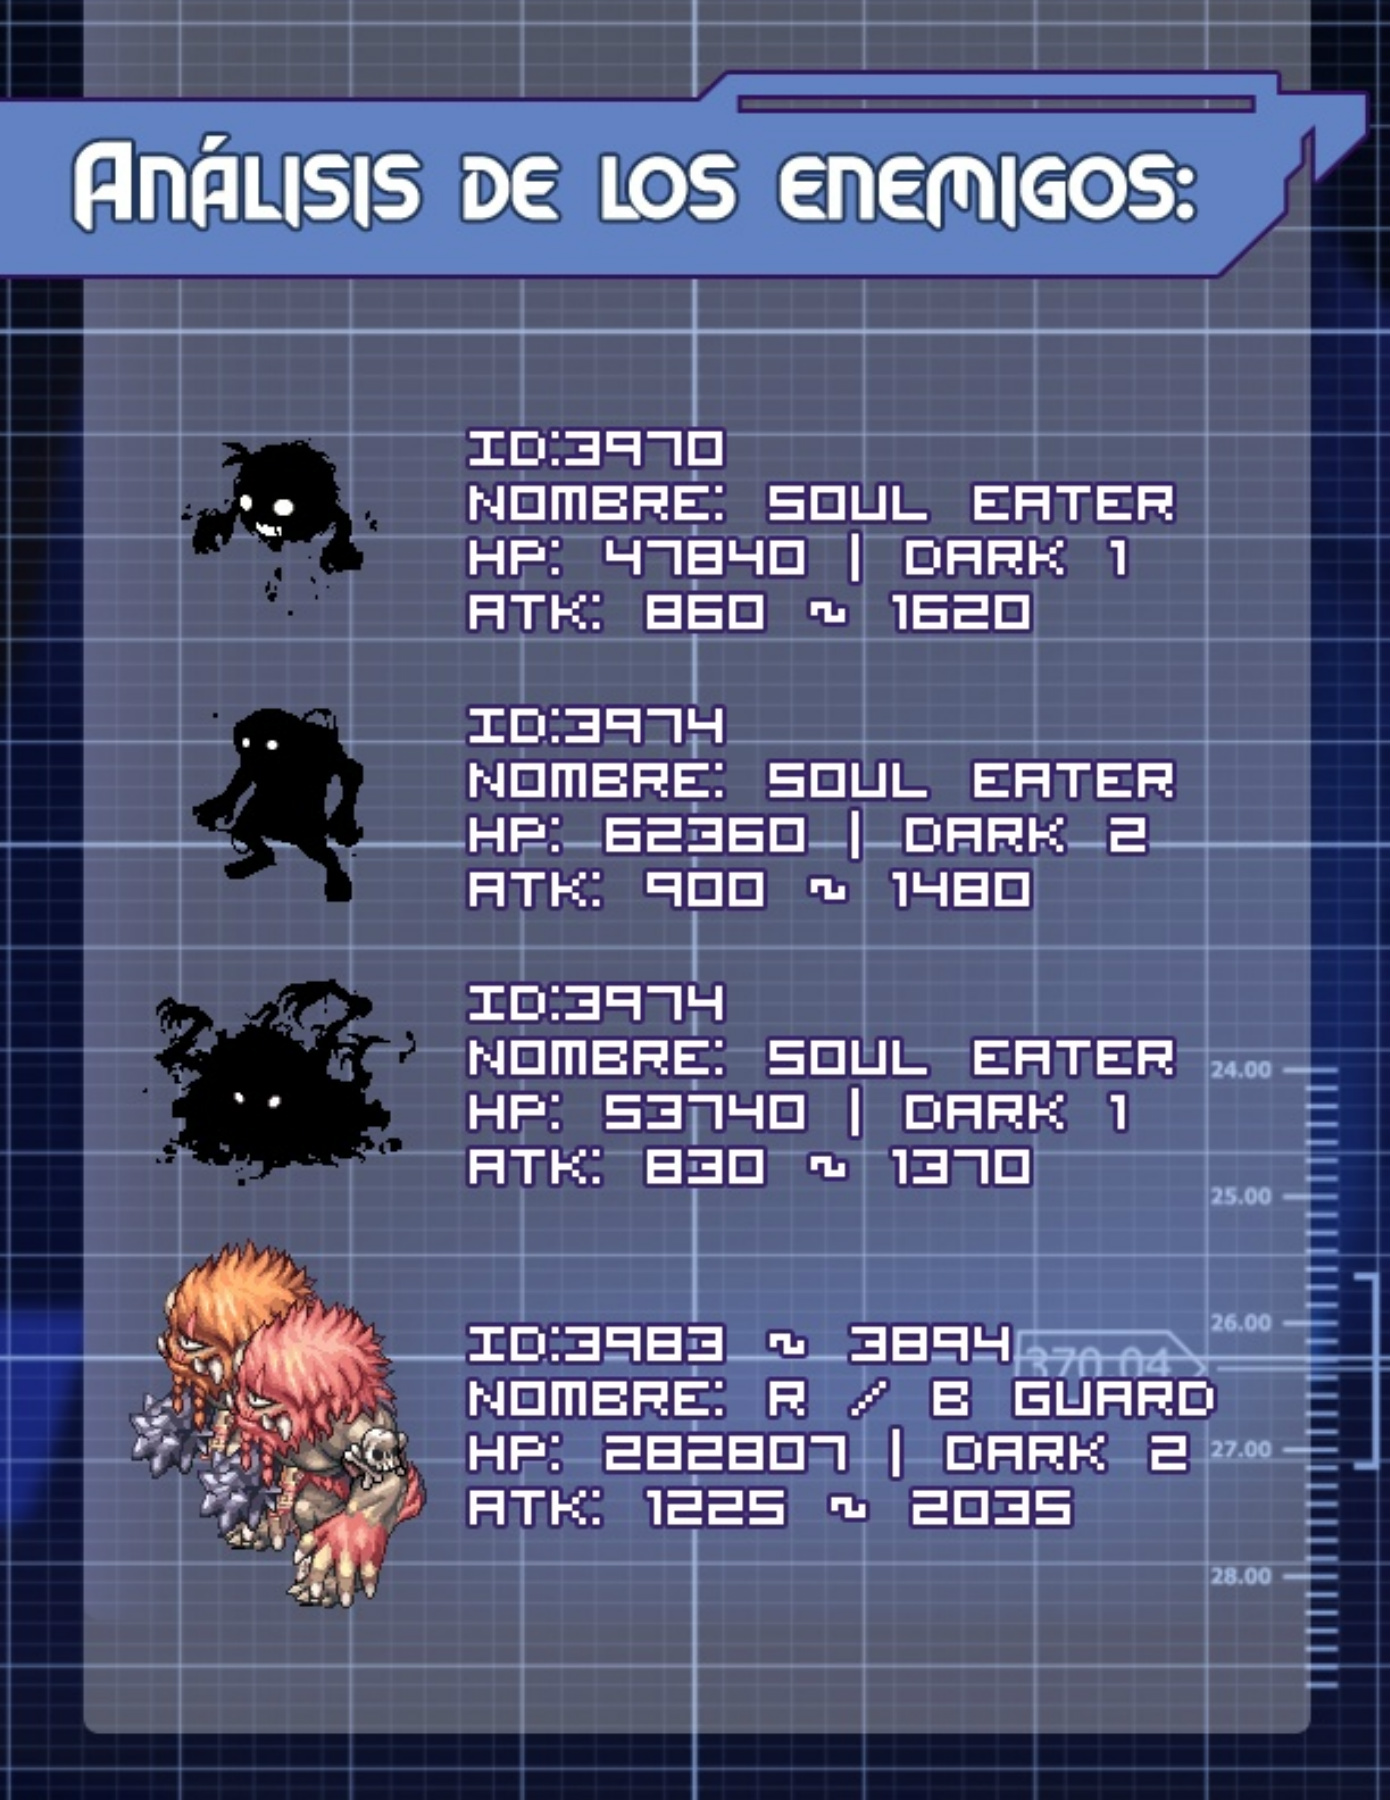 Análisis de los enemigos:
ID:3970
NOMBRE: SOUL EATER
HP: 47840 | DARK 1
ATK: 860 ~ 1620
ID:3974
NOMBRE: SOUL EATER
HP: 62360 | DARK 2
ATK: 900 ~ 1480
ID:3974
NOMBRE: SOUL EATER
HP: 53740 | DARK 1
ATK: 830 ~ 1370
ID:3983 ~ 3894
NOMBRE: R / B GUARD
HP: 282807 | DARK 2
ATK: 1225 ~ 2035
24.00
25.00
26.00
370.04
27.00
28.00